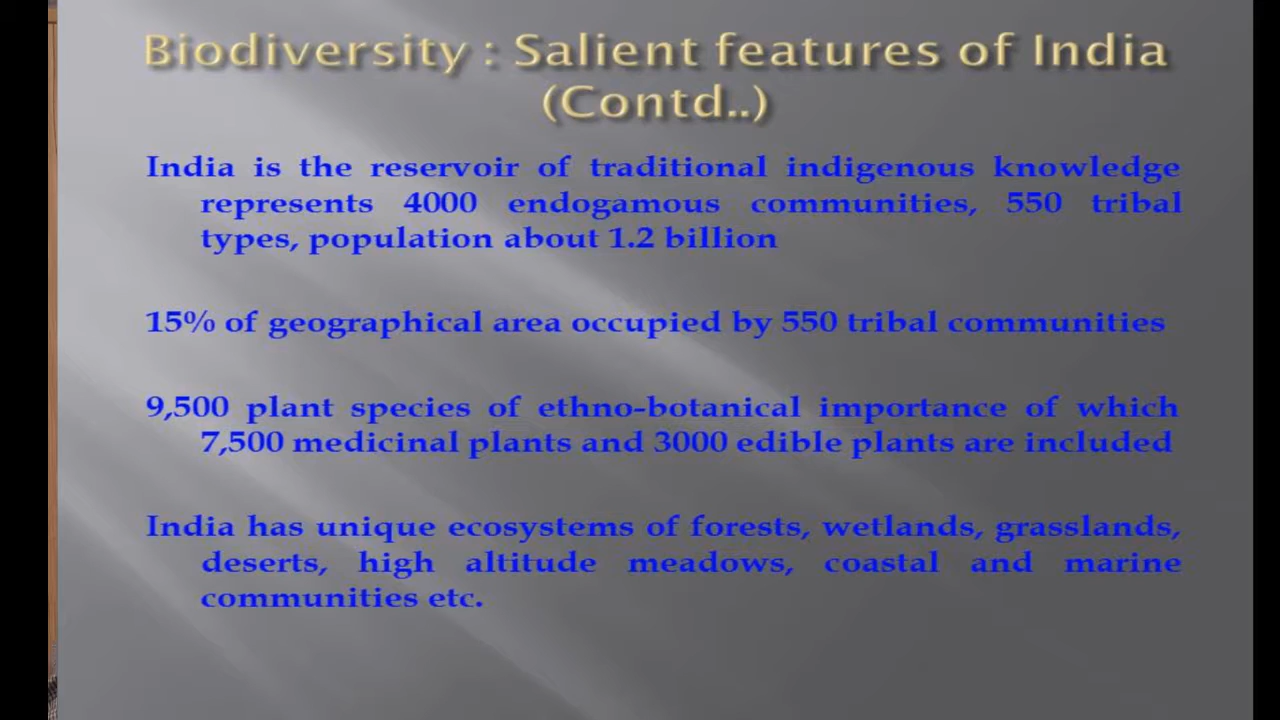 Biodiversity : Salient features of India
(Contd..)
India is the reservoir of traditional indigenous knowledge
represents 4000 endogamous communities, 550 tribal
types, population about 1.2 billion
15% of geographical area occupied by 550 tribal communities
9,500 plant species of ethno-botanical importance of which
7,500 medicinal plants and 3000 edible plants are included
India has unique ecosystems of forests, wetlands, grasslands,
deserts, high altitude meadows, coastal and marine
communities etc.